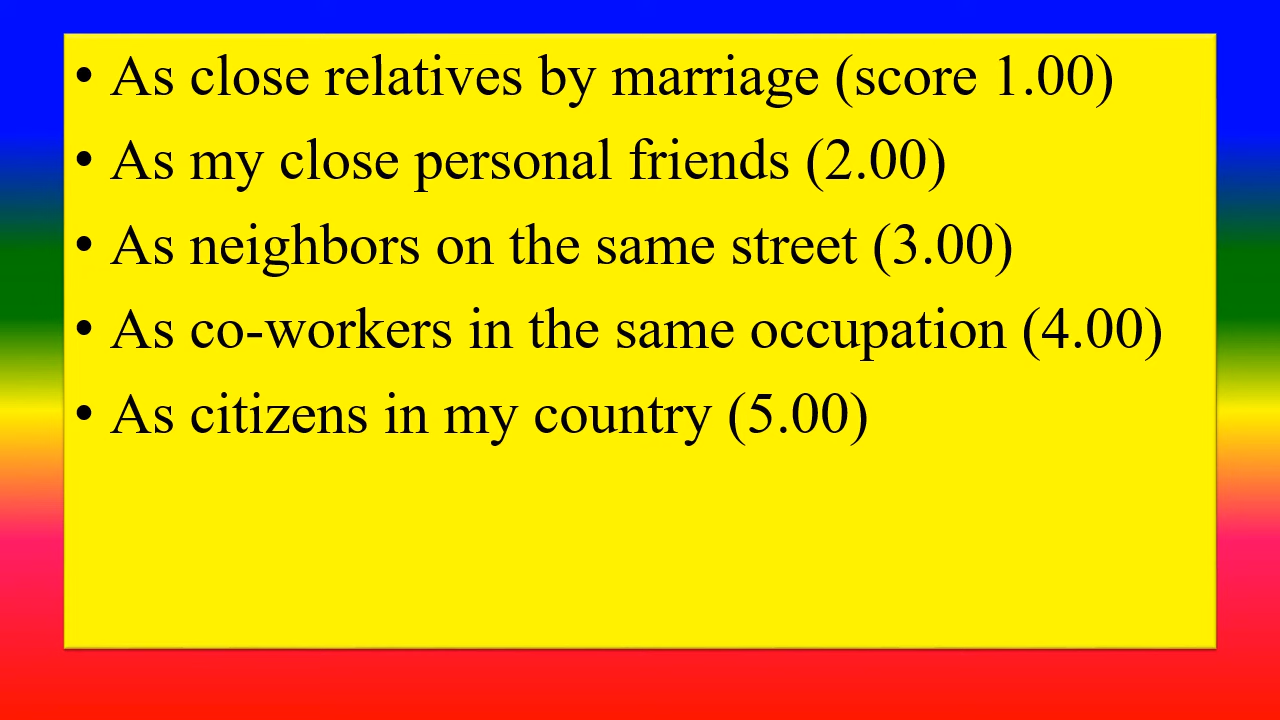 • As close relatives by marriage (score 1.00)
• As my close personal friends (2.00)
• As neighbors on the same street (3.00)
• As co-workers in the same occupation (4.00)
• As citizens in my country (5.00)